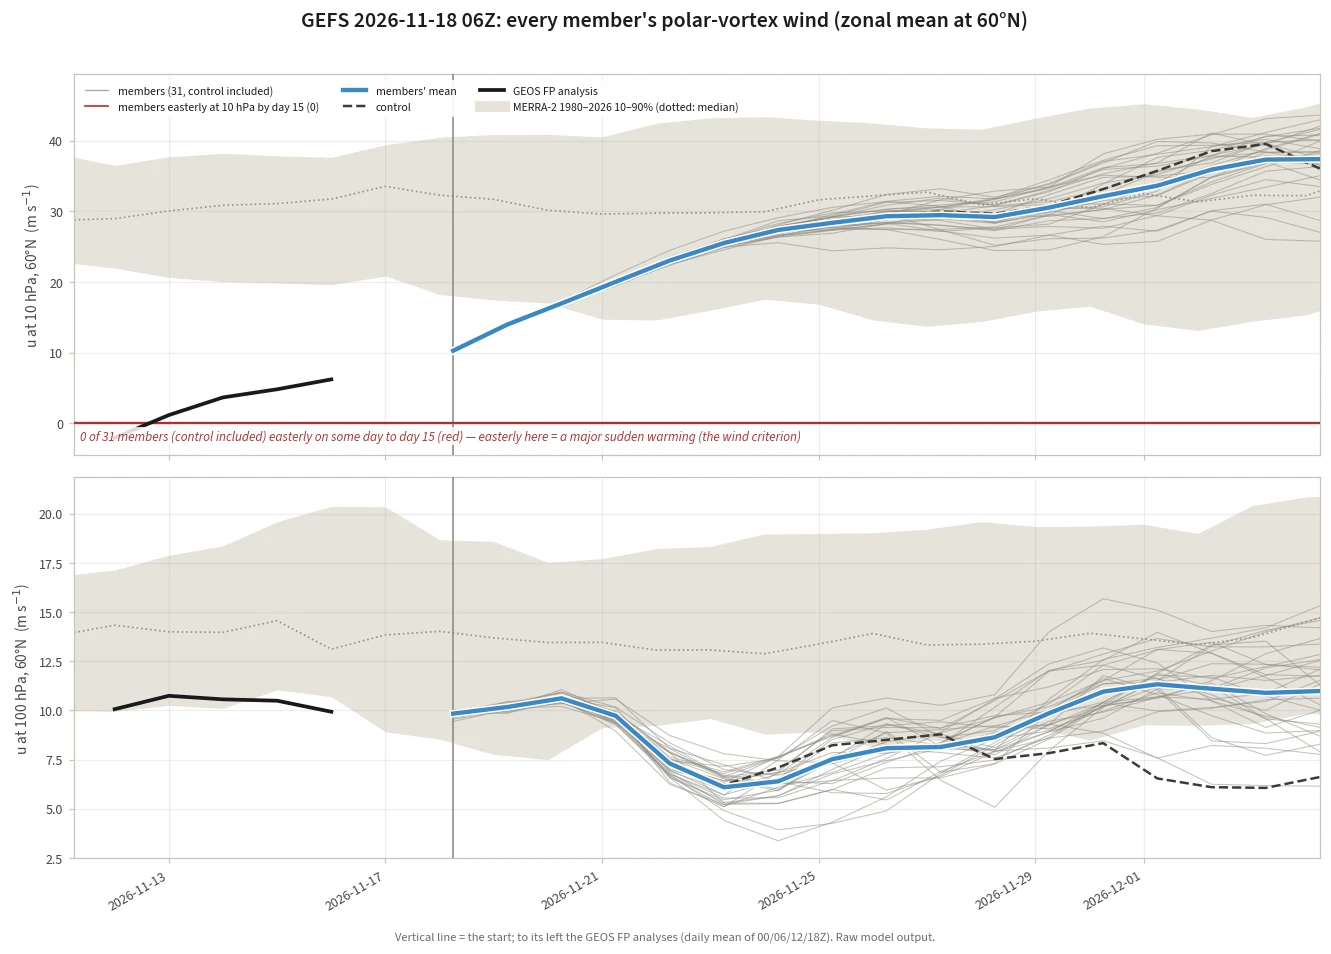 GEFS 2026-11-18 06Z: every member's polar-vortex wind (zonal mean at 60°N)
members (31, control included)
members easterly at 10 hPa by day 15 (0)
members' mean
control
GEOS FP analysis
MERRA-2 1980–2026 10–90% (dotted: median)
u at 10 hPa, 60°N (m s⁻¹)
40
30
20
10
0
0 of 31 members (control included) easterly on some day to day 15 (red) — easterly here = a major sudden warming (the wind criterion)
u at 100 hPa, 60°N (m s⁻¹)
20.0
17.5
15.0
12.5
10.0
7.5
5.0
2.5
2026-11-13
2026-11-17
2026-11-21
2026-11-25
2026-11-29
2026-12-01
Vertical line = the start; to its left the GEOS FP analyses (daily mean of 00/06/12/18Z). Raw model output.